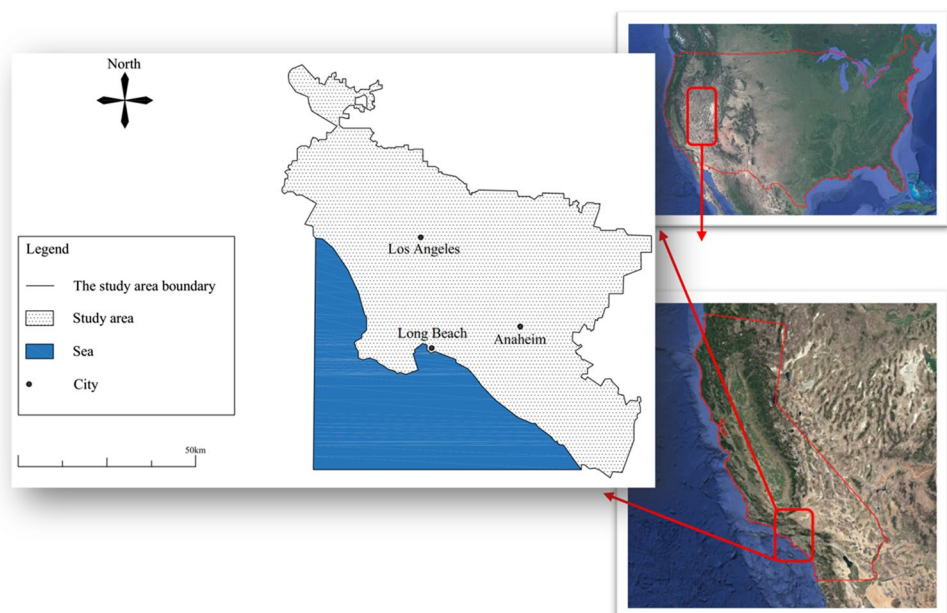 North
Los Angeles
Legend
The study area boundary
Study area
Long Beach
Anaheim
Sea
City
50km